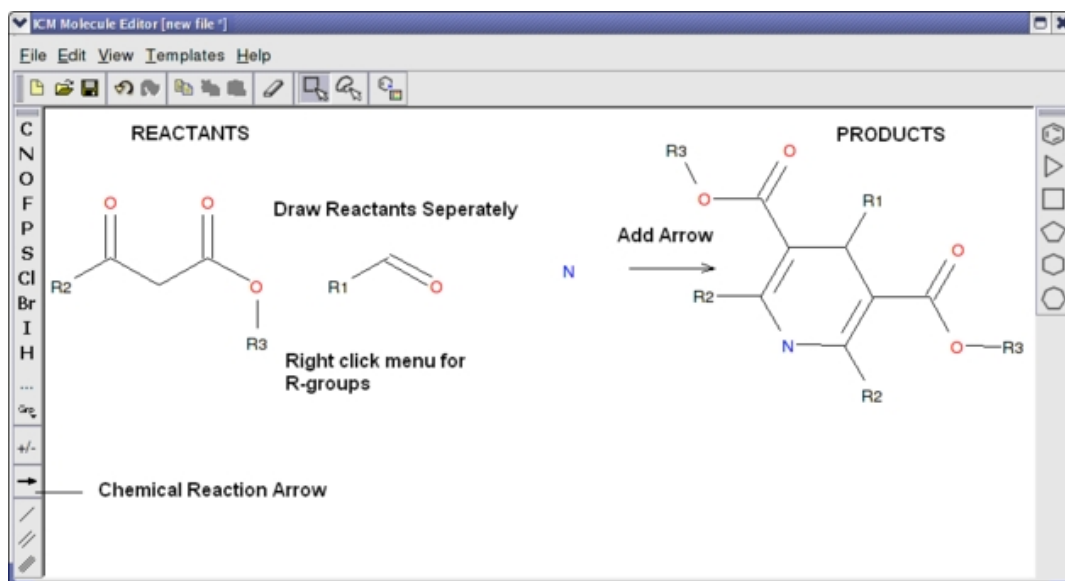 ICM Molecule Editor [new file *]
File Edit View Templates Help
REACTANTS
PRODUCTS
C
N
O
F
P
S
Cl
Br
I
H
...
Grp
+/-
O O
R2
O
R3
Draw Reactants Seperately
R1 O
Right click menu for
R-groups
N
Add Arrow
R3 O
O
R1
R2
O
N
O R3
R2
Chemical Reaction Arrow